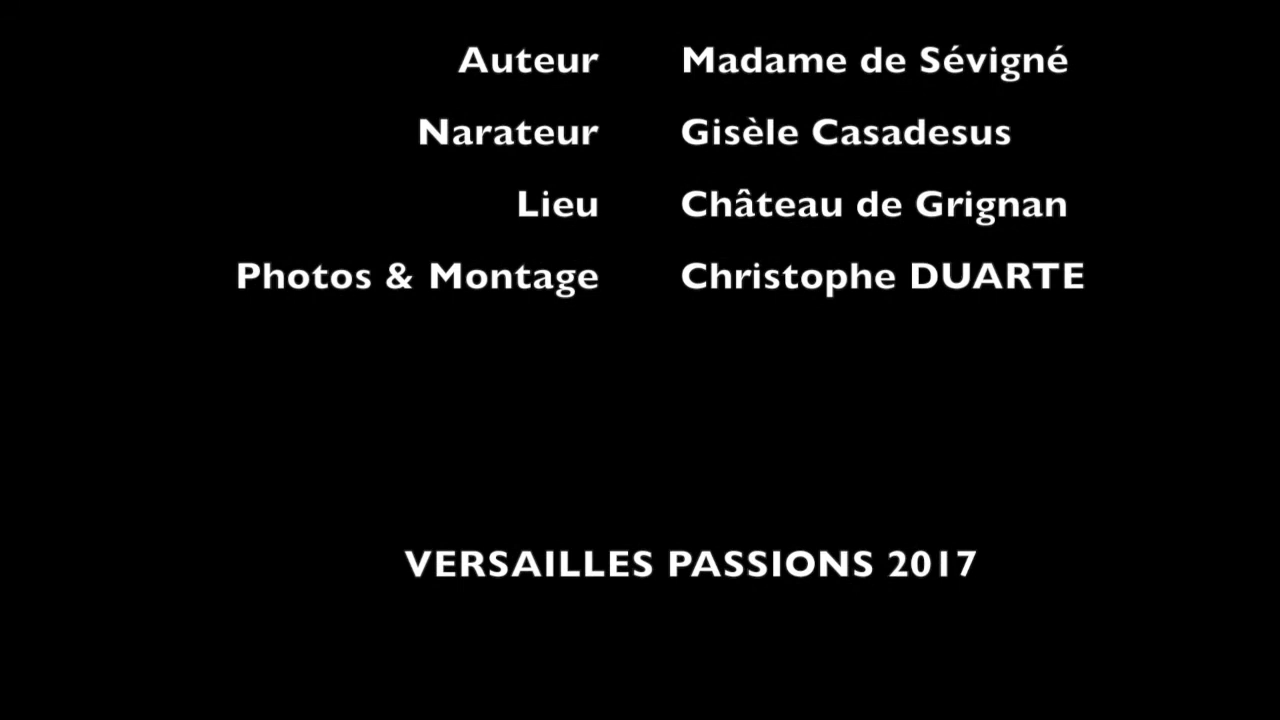 Auteur Madame de Sévigné
Narateur Gisèle Casadesus
Lieu Château de Grignan
Photos & Montage Christophe DUARTE
VERSAILLES PASSIONS 2017